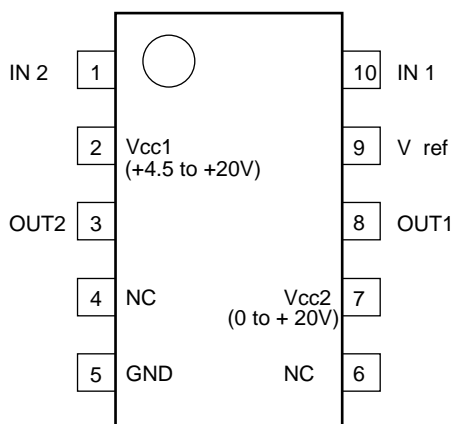 IN 2 1 10 IN 1
2 Vcc1 9 V ref
(+4.5 to +20V)
OUT2 3 8 OUT1
4 NC Vcc2 7
(0 to + 20V)
5 GND NC 6